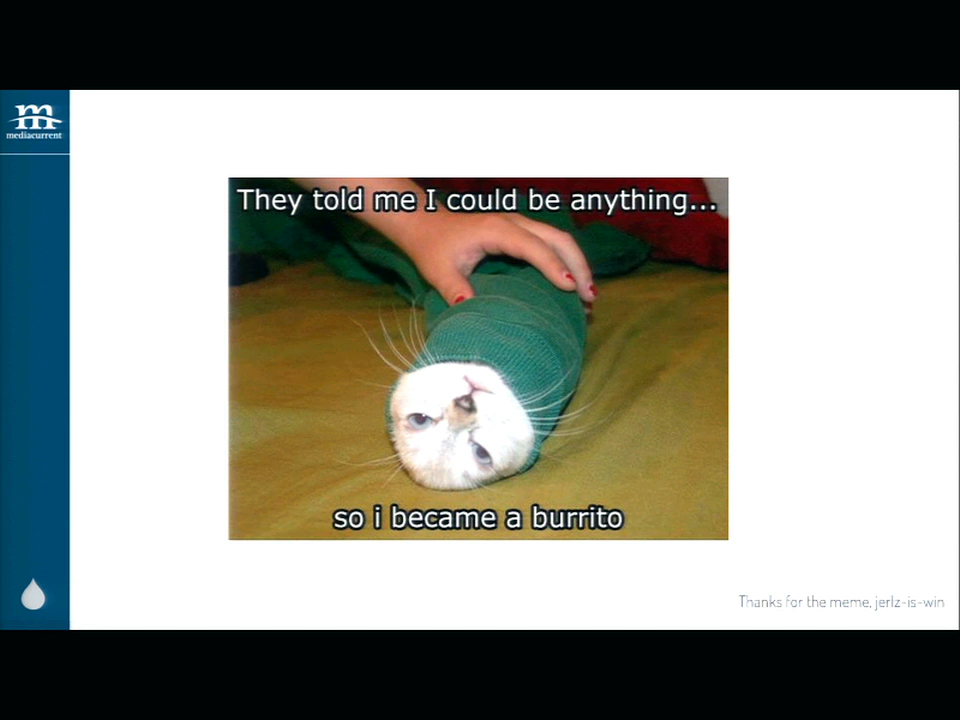 mediacurrent
They told me I could be anything...
so i became a burrito
Thanks for the meme, jerlz-is-win